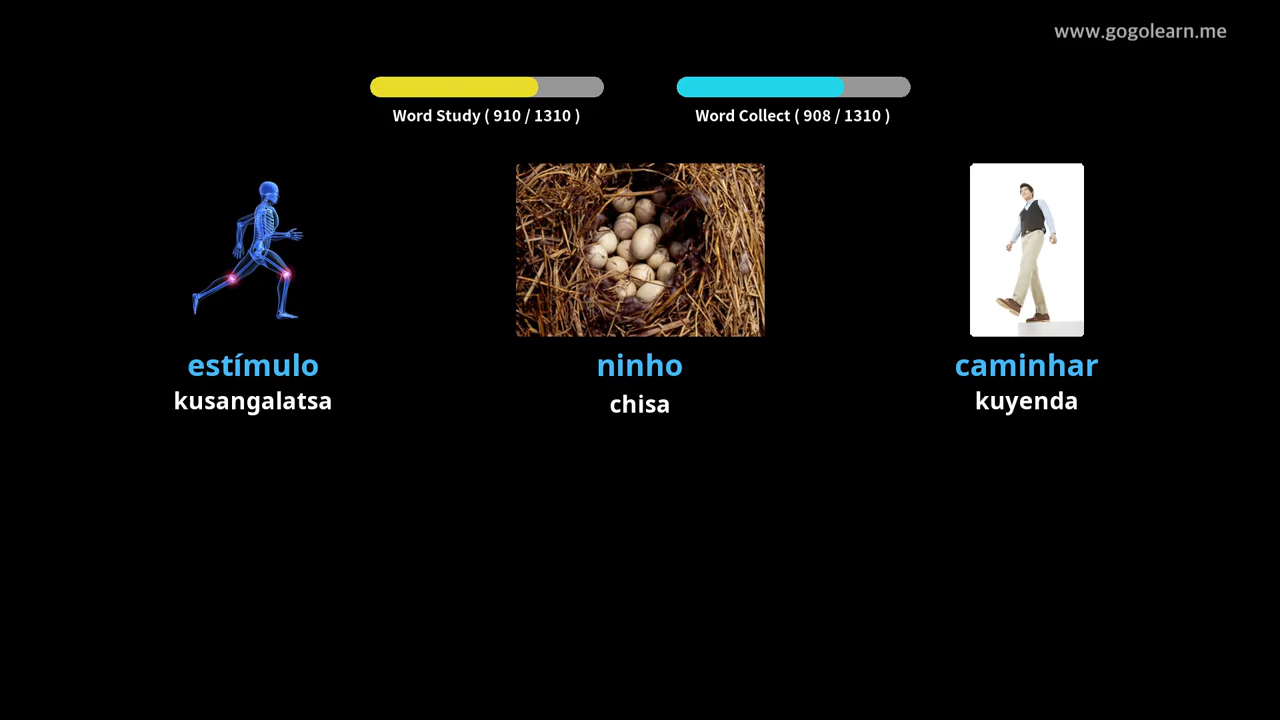 www.gogolearn.me
Word Study ( 910 / 1310 )
Word Collect ( 908 / 1310 )
estímulo
kusangalatsa
ninho
chisa
caminhar
kuyenda